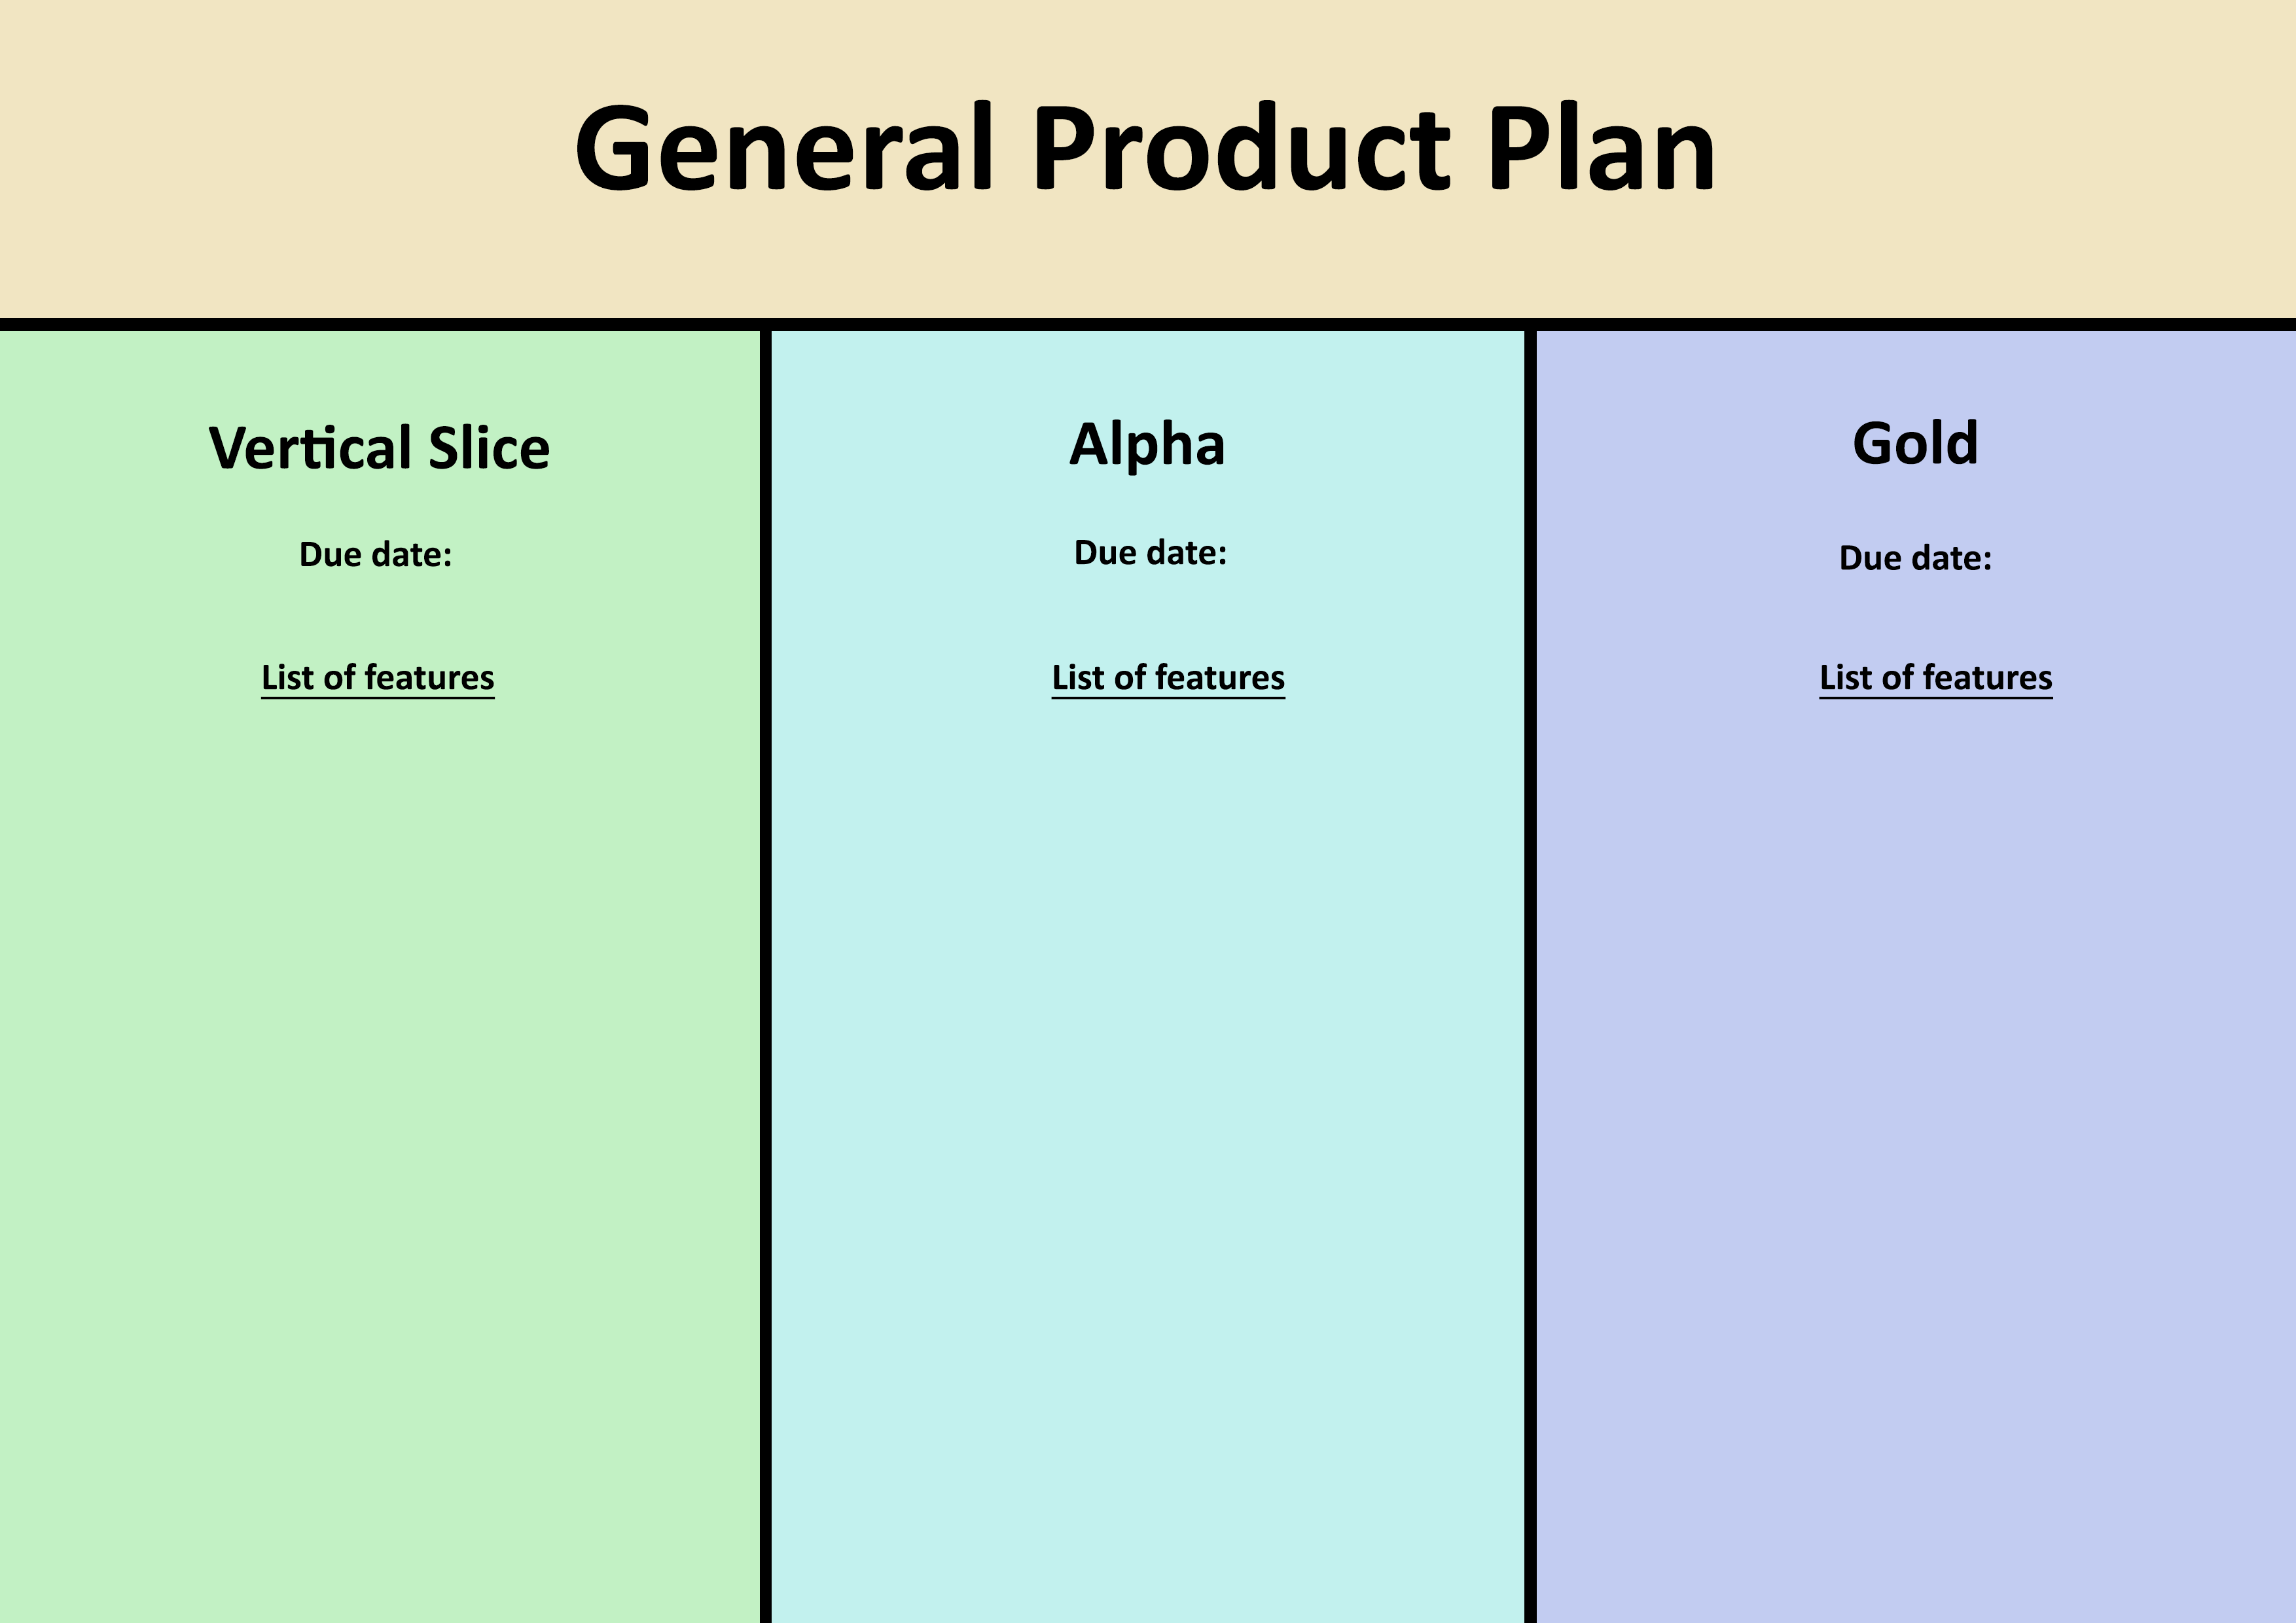 General Product Plan
Vertical Slice
Due date:
List of features
Alpha
Due date:
List of features
Gold
Due date:
List of features